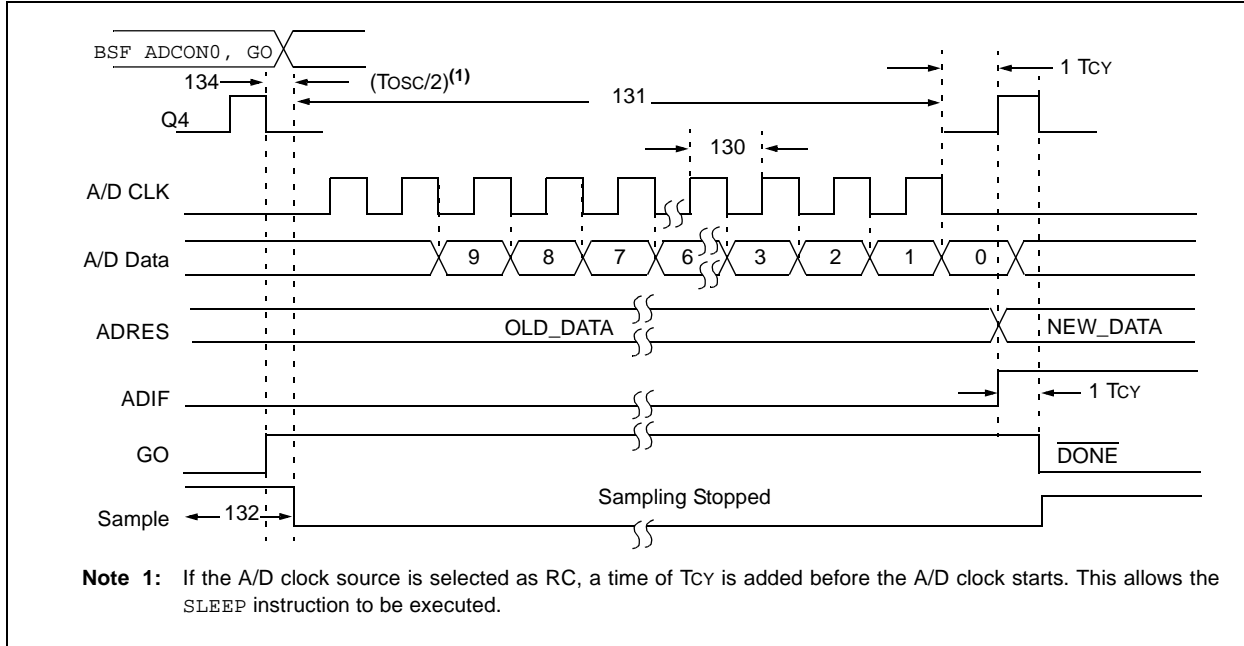 BSF ADCON0, GO
134
(TOSC/2)(1)
131
1 TCY
Q4
130
A/D CLK
A/D Data
9
8
7
6
3
2
1
0
ADRES
OLD_DATA
NEW_DATA
ADIF
1 TCY
GO
DONE
Sampling Stopped
Sample
132
Note 1: If the A/D clock source is selected as RC, a time of TCY is added before the A/D clock starts. This allows the
SLEEP instruction to be executed.